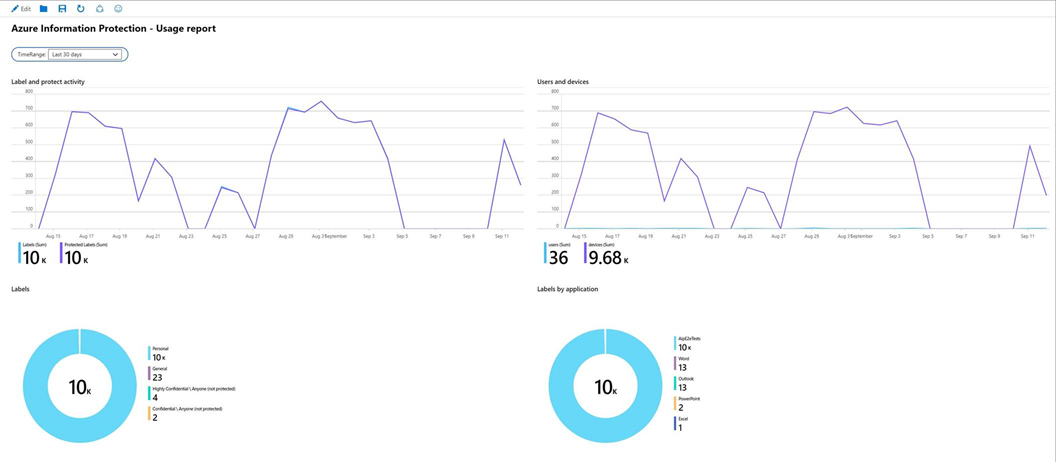 Edit
Azure Information Protection - Usage report
TimeRange: Last 30 days
Label and protect activity
800
700
600
500
400
300
200
100
0
Aug 15 Aug 17 Aug 19 Aug 21 Aug 23 Aug 25 Aug 27 Aug 29 Aug 31 September Sep 3 Sep 5 Sep 7 Sep 9 Sep 11
Labels (Sum) Protected Labels (Sum)
10 K 10 K
Users and devices
800
700
600
500
400
300
200
100
0
Aug 15 Aug 17 Aug 19 Aug 21 Aug 23 Aug 25 Aug 27 Aug 29 Aug 31 September Sep 3 Sep 5 Sep 7 Sep 9 Sep 11
users (Sum) devices (Sum)
36 9.68 K
Labels
10 K
Personal
10 K
General
23
Highly Confidential \ Anyone (not protected)
4
Confidential \ Anyone (not protected)
2
Labels by application
10 K
AipE2eTests
10 K
Word
13
Outlook
13
PowerPoint
2
Excel
1